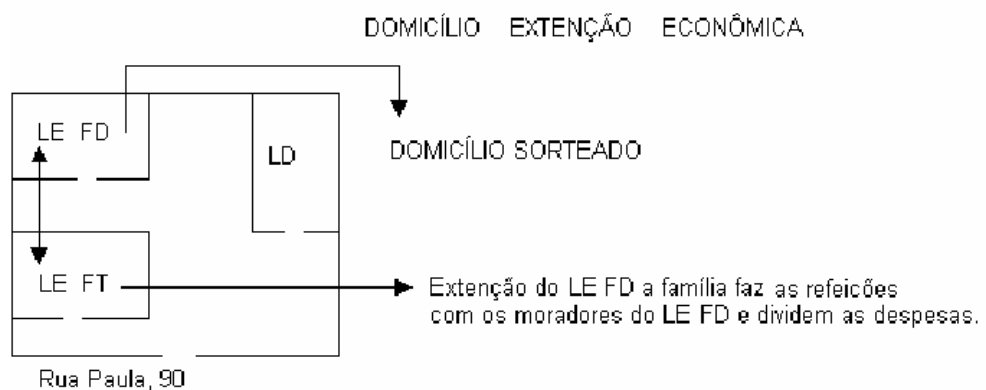 DOMICÍLIO EXTENÇÃO ECONÔMICA
LE FD
LD
DOMICÍLIO SORTEADO
LE FT
Extenção do LE FD a família faz as refeicões
com os moradores do LE FD e dividem as despesas.
Rua Paula, 90